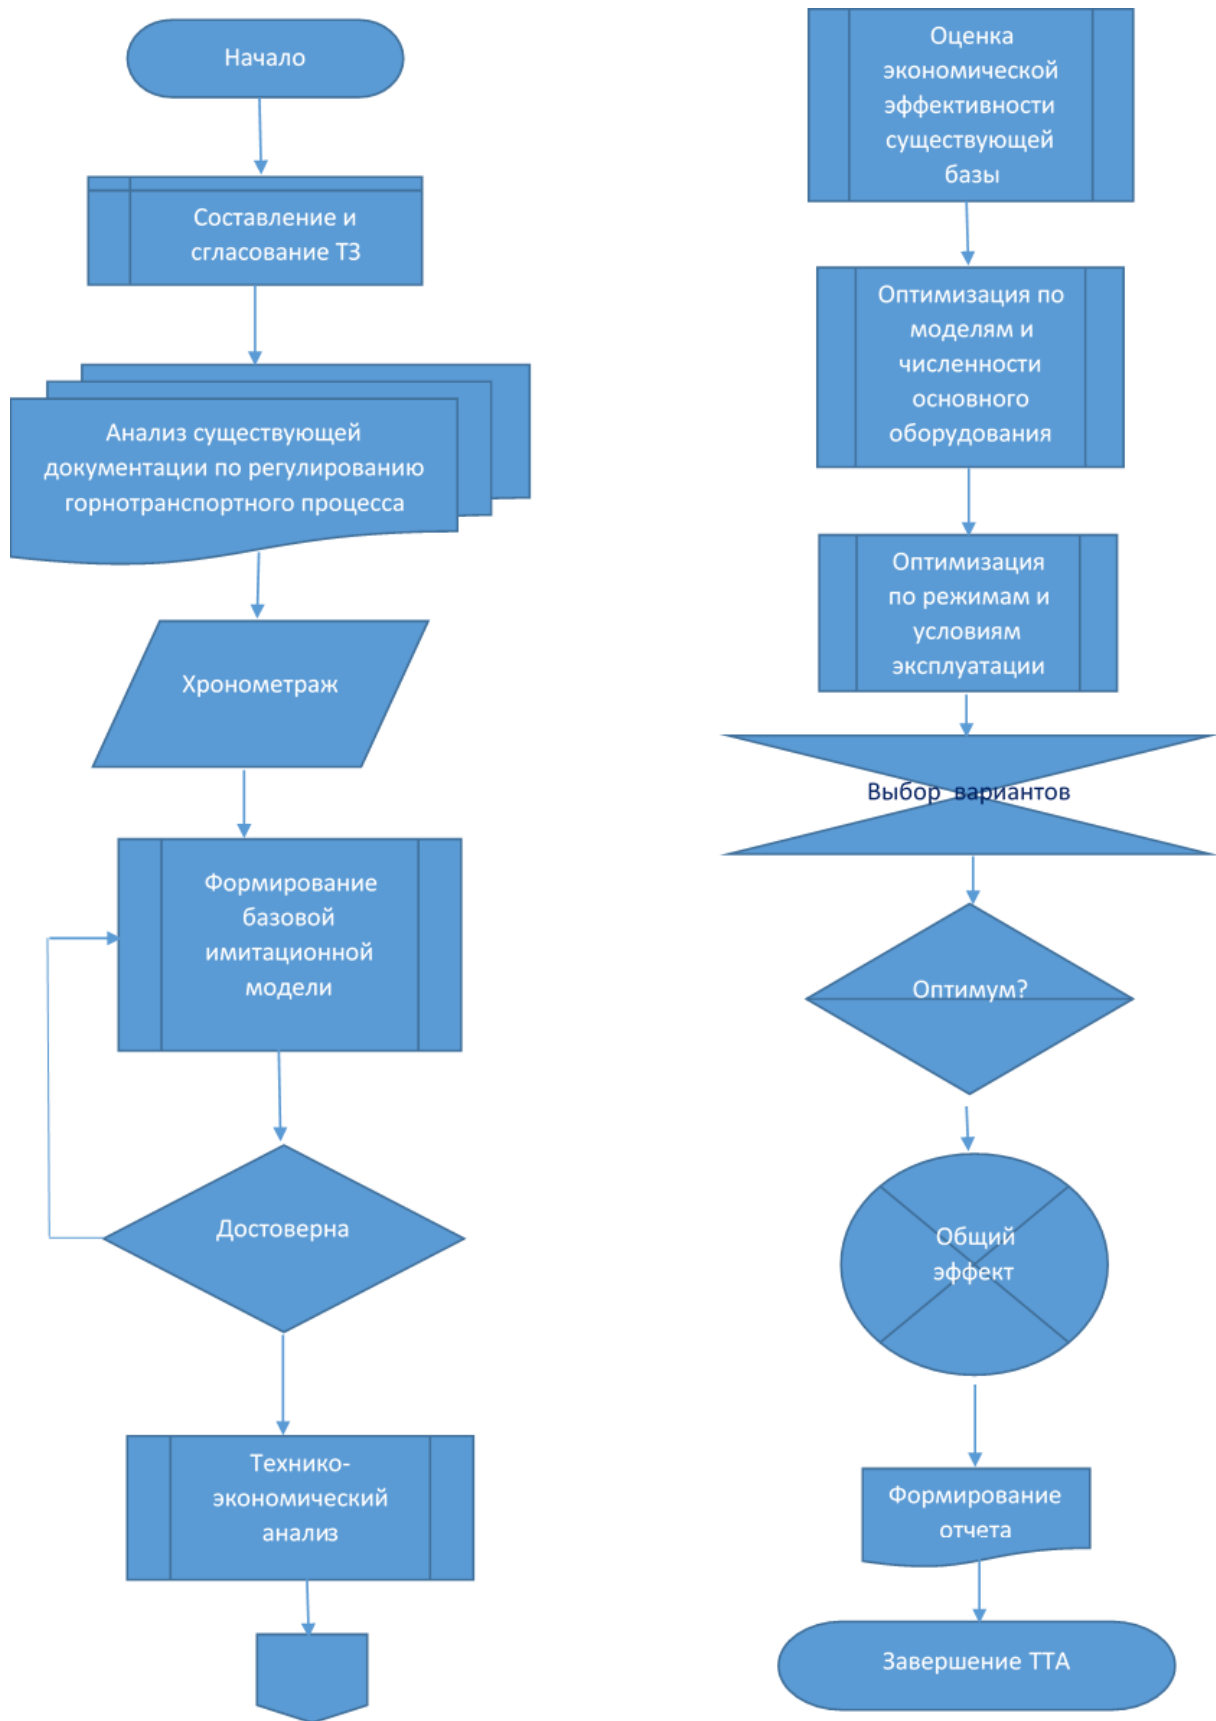 Начало
Составление и
сгласование ТЗ
Анализ существующей
документации по регулированию
горнотранспортного процесса
Хронометраж
Формирование
базовой
имитационной
модели
Достоверна
Технико-
экономический
анализ
Оценка
экономической
эффективности
существующей
базы
Оптимизация по
моделям и
численности
основного
оборудования
Оптимизация
по режимам и
условиям
эксплуатации
Выбор вариантов
Оптимум?
Общий
эффект
Формирование
отчета
Завершение ТТА